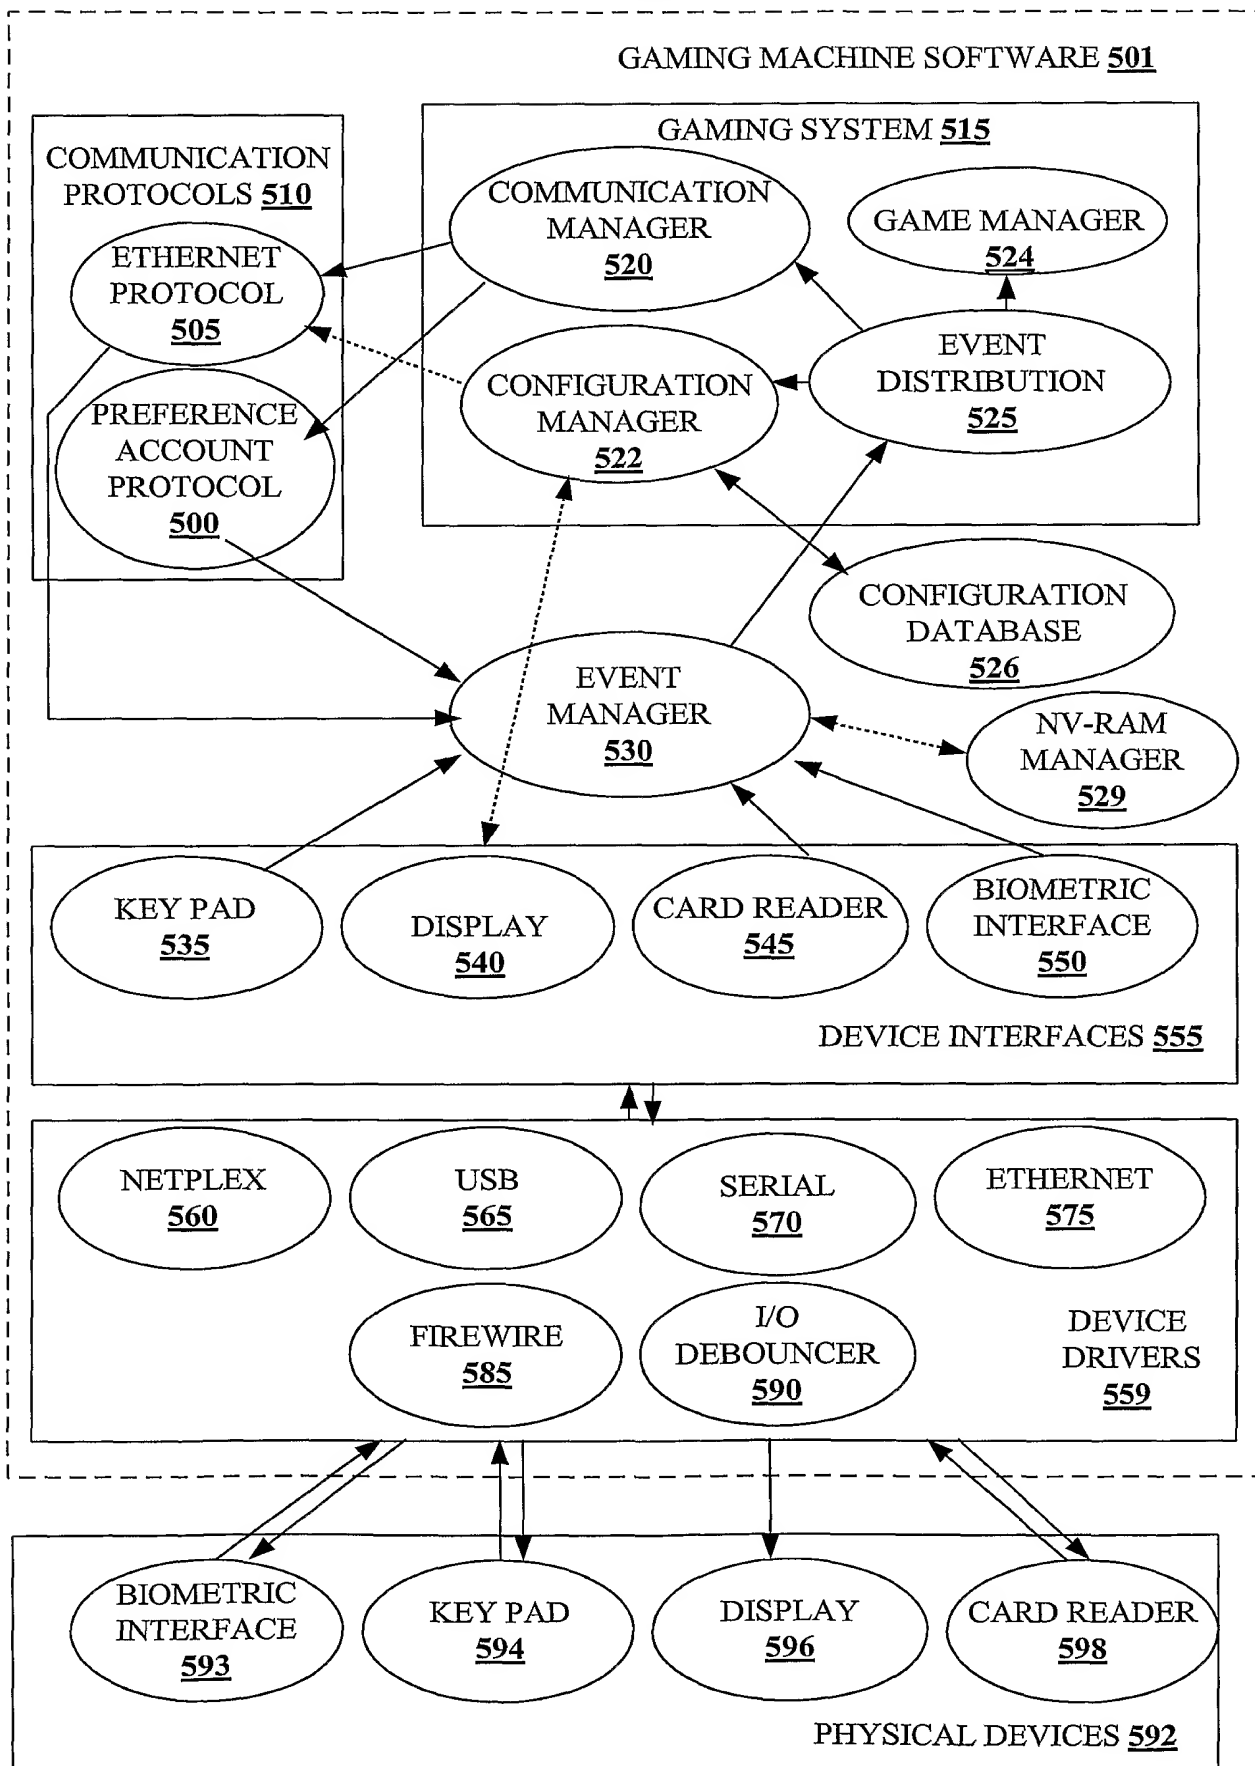 GAMING MACHINE SOFTWARE 501
COMMUNICATION
PROTOCOLS 510
ETHERNET
PROTOCOL
505
PREFERENCE
ACCOUNT
PROTOCOL
500
GAMING SYSTEM 515
COMMUNICATION
MANAGER
520
GAME MANAGER
524
CONFIGURATION
MANAGER
522
EVENT
DISTRIBUTION
525
CONFIGURATION
DATABASE
526
EVENT
MANAGER
530
NV-RAM
MANAGER
529
KEY PAD
535
DISPLAY
540
CARD READER
545
BIOMETRIC
INTERFACE
550
DEVICE INTERFACES 555
NETPLEX
560
USB
565
SERIAL
570
ETHERNET
575
FIREWIRE
585
I/O
DEBOUNCER
590
DEVICE
DRIVERS
559
BIOMETRIC
INTERFACE
593
KEY PAD
594
DISPLAY
596
CARD READER
598
PHYSICAL DEVICES 592